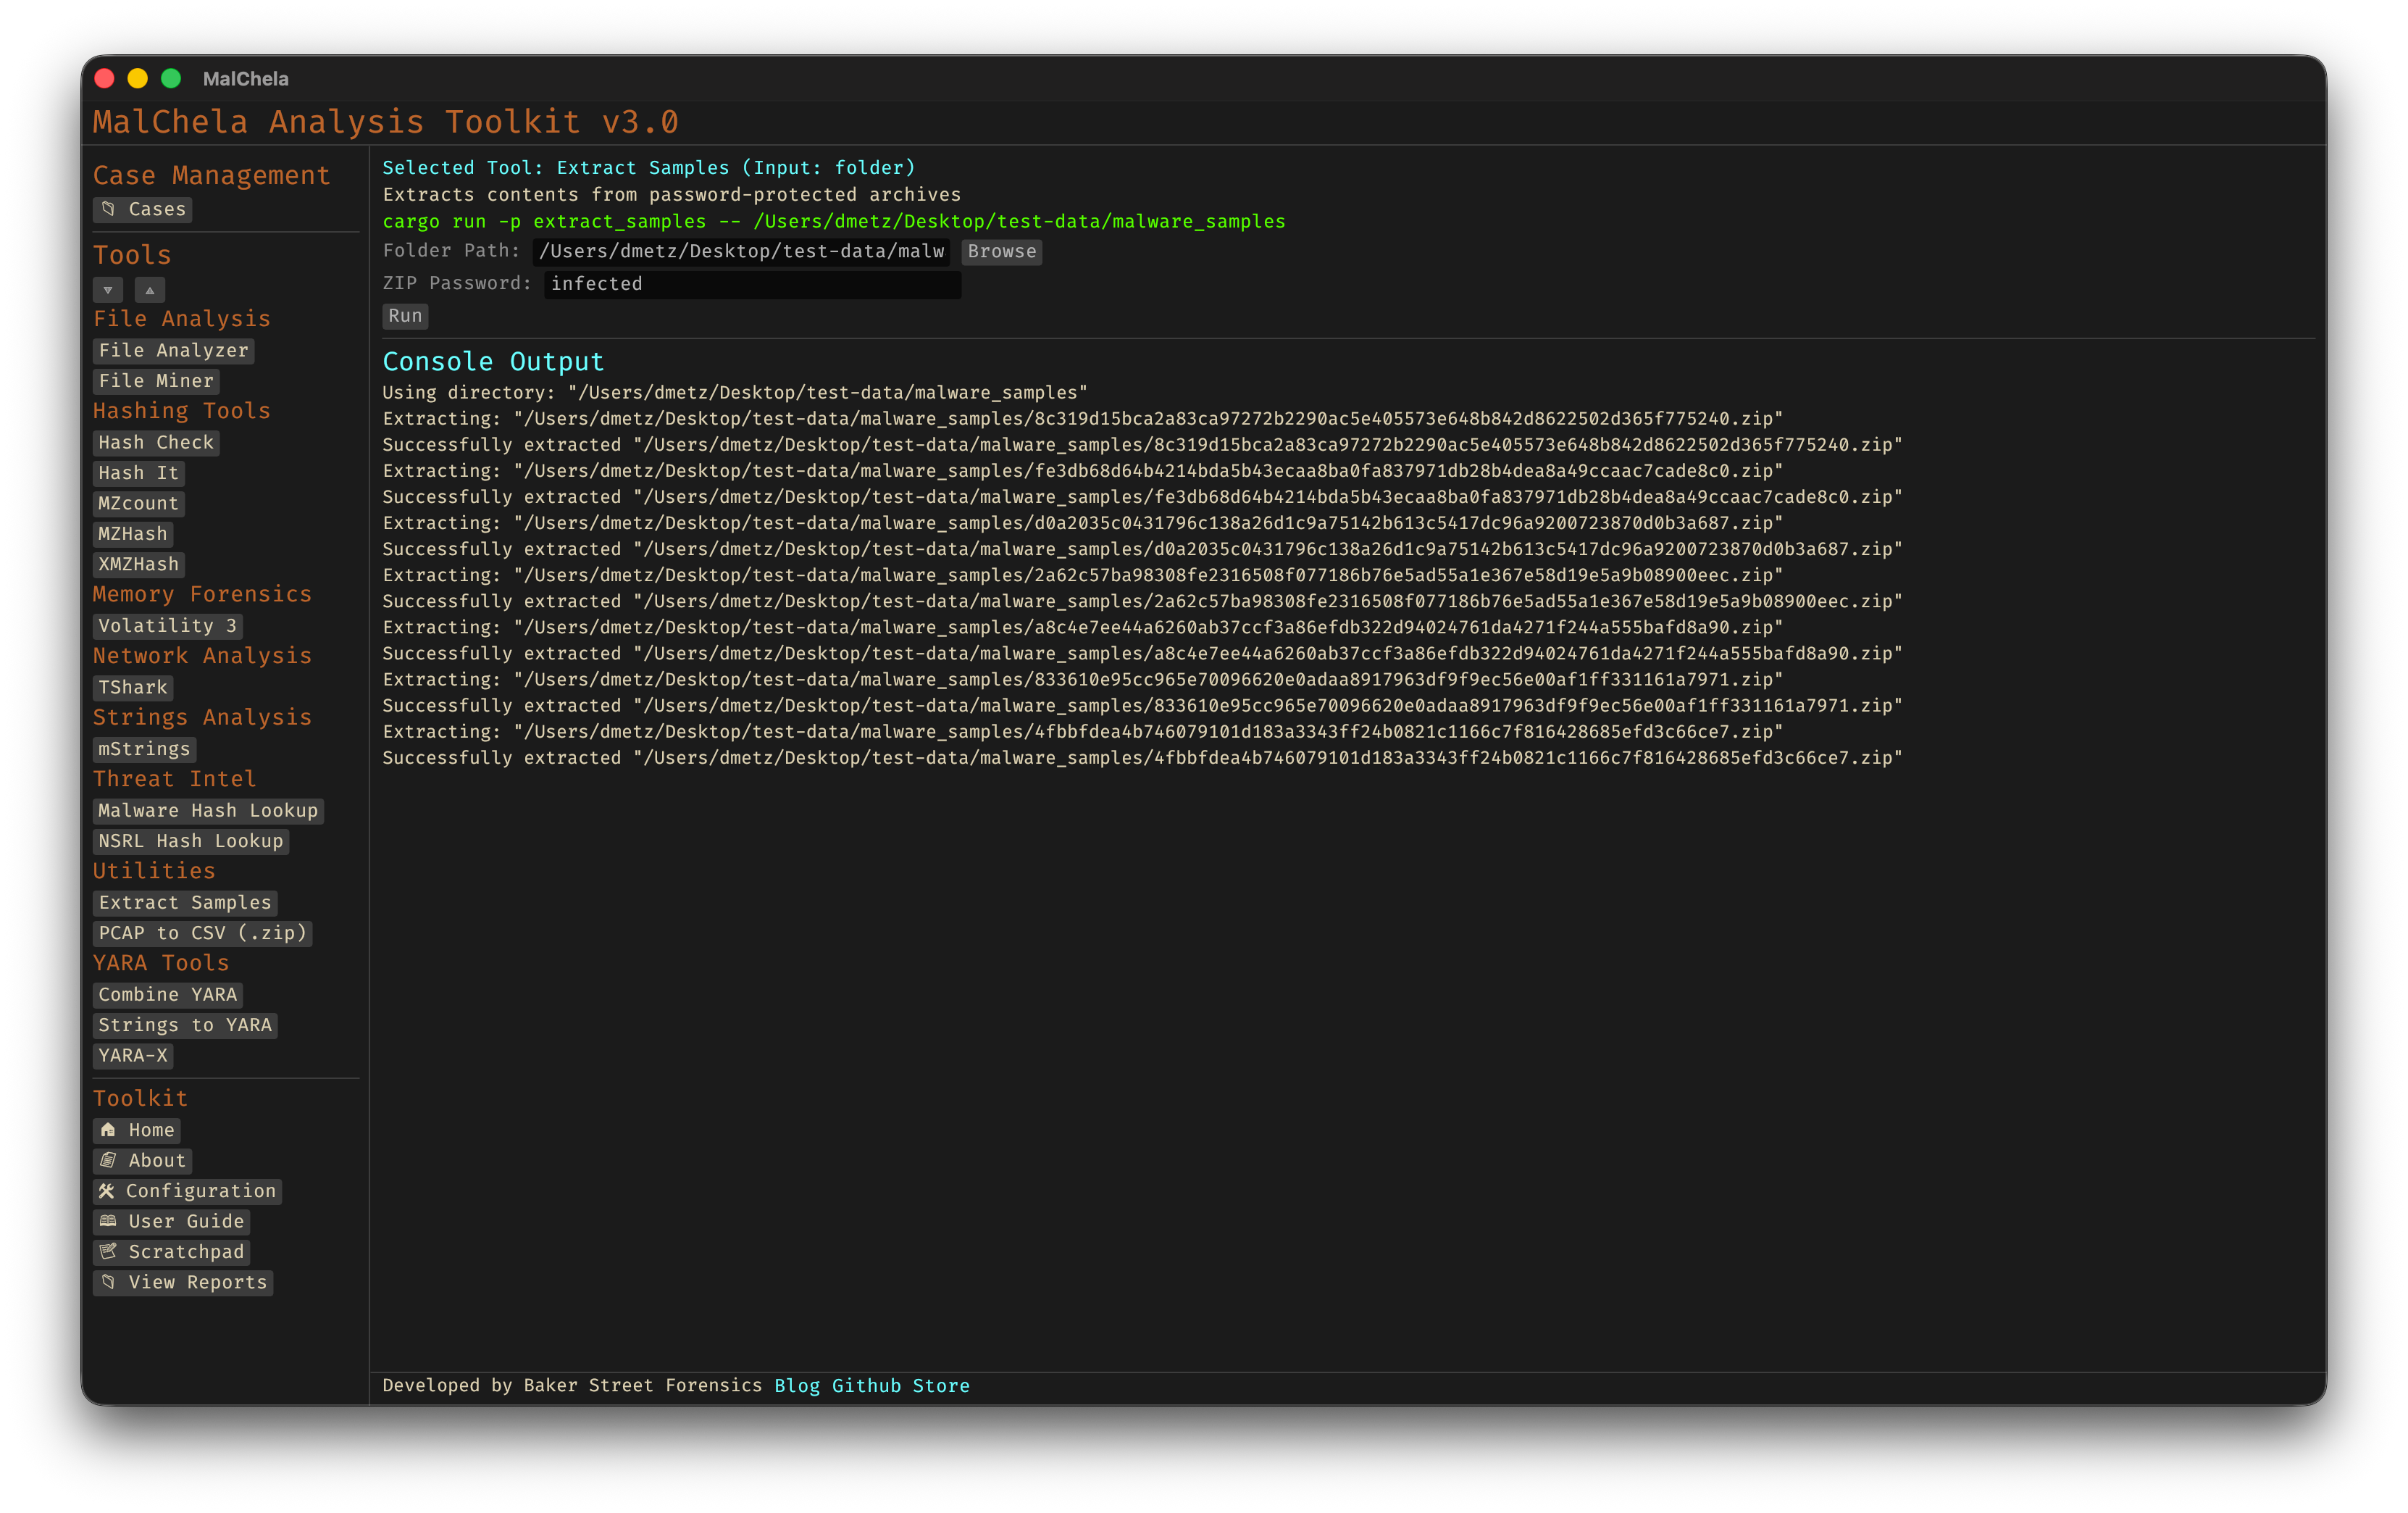 MalChela
MalChela Analysis Toolkit v3.0
Case Management
Cases
Tools
File Analysis
File Analyzer
File Miner
Hashing Tools
Hash Check
Hash It
MZcount
MZHash
XMZHash
Memory Forensics
Volatility 3
Network Analysis
TShark
Strings Analysis
mStrings
Threat Intel
Malware Hash Lookup
NSRL Hash Lookup
Utilities
Extract Samples
PCAP to CSV (.zip)
YARA Tools
Combine YARA
Strings to YARA
YARA-X
Toolkit
Home
About
Configuration
User Guide
Scratchpad
View Reports
Selected Tool: Extract Samples (Input: folder)
Extracts contents from password-protected archives
cargo run -p extract_samples -- /Users/dmetz/Desktop/test-data/malware_samples
Folder Path: /Users/dmetz/Desktop/test-data/malw Browse
ZIP Password: infected
Run
Console Output
Using directory: "/Users/dmetz/Desktop/test-data/malware_samples"
Extracting: "/Users/dmetz/Desktop/test-data/malware_samples/8c319d15bca2a83ca97272b2290ac5e405573e648b842d8622502d365f775240.zip"
Successfully extracted "/Users/dmetz/Desktop/test-data/malware_samples/8c319d15bca2a83ca97272b2290ac5e405573e648b842d8622502d365f775240.zip"
Extracting: "/Users/dmetz/Desktop/test-data/malware_samples/fe3db68d64b4214bda5b43ecaa8ba0fa837971db28b4dea8a49ccaac7cade8c0.zip"
Successfully extracted "/Users/dmetz/Desktop/test-data/malware_samples/fe3db68d64b4214bda5b43ecaa8ba0fa837971db28b4dea8a49ccaac7cade8c0.zip"
Extracting: "/Users/dmetz/Desktop/test-data/malware_samples/d0a2035c0431796c138a26d1c9a75142b613c5417dc96a9200723870d0b3a687.zip"
Successfully extracted "/Users/dmetz/Desktop/test-data/malware_samples/d0a2035c0431796c138a26d1c9a75142b613c5417dc96a9200723870d0b3a687.zip"
Extracting: "/Users/dmetz/Desktop/test-data/malware_samples/2a62c57ba98308fe2316508f077186b76e5ad55a1e367e58d19e5a9b08900eec.zip"
Successfully extracted "/Users/dmetz/Desktop/test-data/malware_samples/2a62c57ba98308fe2316508f077186b76e5ad55a1e367e58d19e5a9b08900eec.zip"
Extracting: "/Users/dmetz/Desktop/test-data/malware_samples/a8c4e7ee44a6260ab37ccf3a86efdb322d94024761da4271f244a555bafd8a90.zip"
Successfully extracted "/Users/dmetz/Desktop/test-data/malware_samples/a8c4e7ee44a6260ab37ccf3a86efdb322d94024761da4271f244a555bafd8a90.zip"
Extracting: "/Users/dmetz/Desktop/test-data/malware_samples/833610e95cc965e70096620e0adaa8917963df9f9ec56e00af1ff331161a7971.zip"
Successfully extracted "/Users/dmetz/Desktop/test-data/malware_samples/833610e95cc965e70096620e0adaa8917963df9f9ec56e00af1ff331161a7971.zip"
Extracting: "/Users/dmetz/Desktop/test-data/malware_samples/4fbbfdea4b746079101d183a3343ff24b0821c1166c7f816428685efd3c66ce7.zip"
Successfully extracted "/Users/dmetz/Desktop/test-data/malware_samples/4fbbfdea4b746079101d183a3343ff24b0821c1166c7f816428685efd3c66ce7.zip"
Developed by Baker Street Forensics Blog Github Store